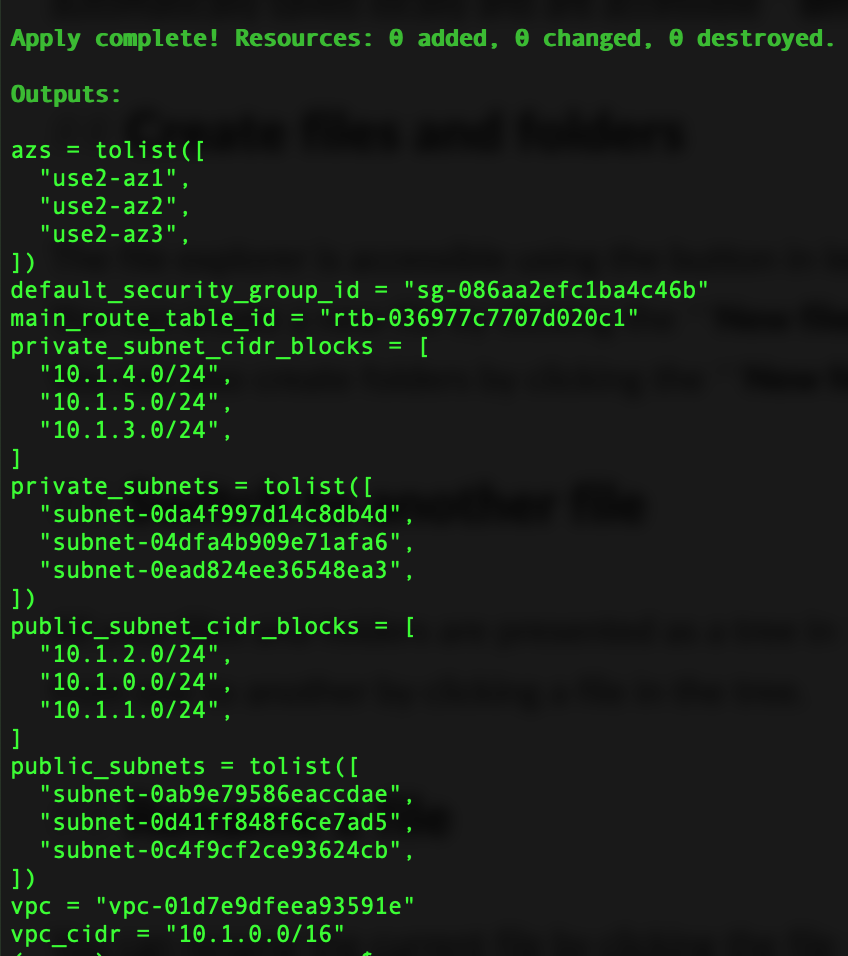 Apply complete! Resources: 0 added, 0 changed, 0 destroyed.
Outputs:
azs = tolist([
"use2-az1",
"use2-az2",
"use2-az3",
])
default_security_group_id = "sg-086aa2efc1ba4c46b"
main_route_table_id = "rtb-036977c7707d020c1"
private_subnet_cidr_blocks = [
"10.1.4.0/24",
"10.1.5.0/24",
"10.1.3.0/24",
]
private_subnets = tolist([
"subnet-0da4f997d14c8db4d",
"subnet-04dfa4b909e71afa6",
"subnet-0ead824ee36548ea3",
])
public_subnet_cidr_blocks = [
"10.1.2.0/24",
"10.1.0.0/24",
"10.1.1.0/24",
]
public_subnets = tolist([
"subnet-0ab9e79586eaccdae",
"subnet-0d41ff848f6ce7ad5",
"subnet-0c4f9cf2ce93624cb",
])
vpc = "vpc-01d7e9dfeea93591e"
vpc_cidr = "10.1.0.0/16"